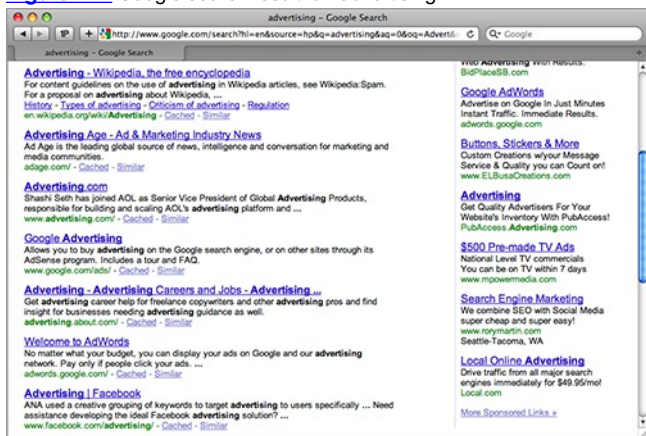 advertising - Google Search
http://www.google.com/search?hl=en&source=hp&q=advertising&aq=0&oq=Advert&
Google
advertising - Google Search
Advertising - Wikipedia, the free encyclopedia
For content guidelines on the use of advertising in Wikipedia articles, see Wikipedia:Spam.
For a proposal on advertising about Wikipedia, ...
History - Types of advertising - Criticism of advertising - Regulation
en.wikipedia.org/wiki/Advertising - Cached - Similar
Advertising Age - Ad & Marketing Industry News
Ad Age is the leading global source of news, intelligence and conversation for marketing and
media communities.
adage.com/ - Cached - Similar
Advertising.com
Shashi Seth has joined AOL as Senior Vice President of Global Advertising Products,
responsible for building and scaling AOL's advertising platform and ...
www.advertising.com/ - Cached - Similar
Google Advertising
Allows you to buy advertising on the Google search engine, or on other sites through its
AdSense program. Includes a tour and FAQ.
www.google.com/ads/ - Cached - Similar
Advertising - Advertising Careers and Jobs - Advertising ...
Get advertising career help for freelance copywriters and other advertising pros and find
insight for businesses needing advertising guidance as well.
advertising.about.com/ - Cached - Similar
Welcome to AdWords
No matter what your budget, you can display your ads on Google and our advertising
network. Pay only if people click your ads. ...
adwords.google.com/ - Cached - Similar
Advertising | Facebook
ANA used a creative grouping of keywords to target advertising to users specifically ... Need
assistance developing the ideal Facebook advertising solution? ...
www.facebook.com/advertising/ - Cached - Similar
Web Advertising With Results.
BidPlaceSB.com
Google AdWords
Advertise on Google In Just Minutes
Instant Traffic. Immediate Results.
adwords.google.com
Buttons, Stickers & More
Custom Creations w/your Message
Service & Quality you can Count on!
www.ELBusaCreations.com
Advertising
Get Quality Advertisers For Your
Website's Inventory With PubAccess!
PubAccess.Advertising.com
$500 Pre-made TV Ads
National Level TV commercials
You can be on TV within 7 days
www.mpowermedia.com
Search Engine Marketing
We combine SEO with Social Media
super cheap and super easy!
www.rorymartin.com
Seattle-Tacoma, WA
Local Online Advertising
Drive traffic from all major search
engines immediately for $49.95/mo!
Local.com
More Sponsored Links »